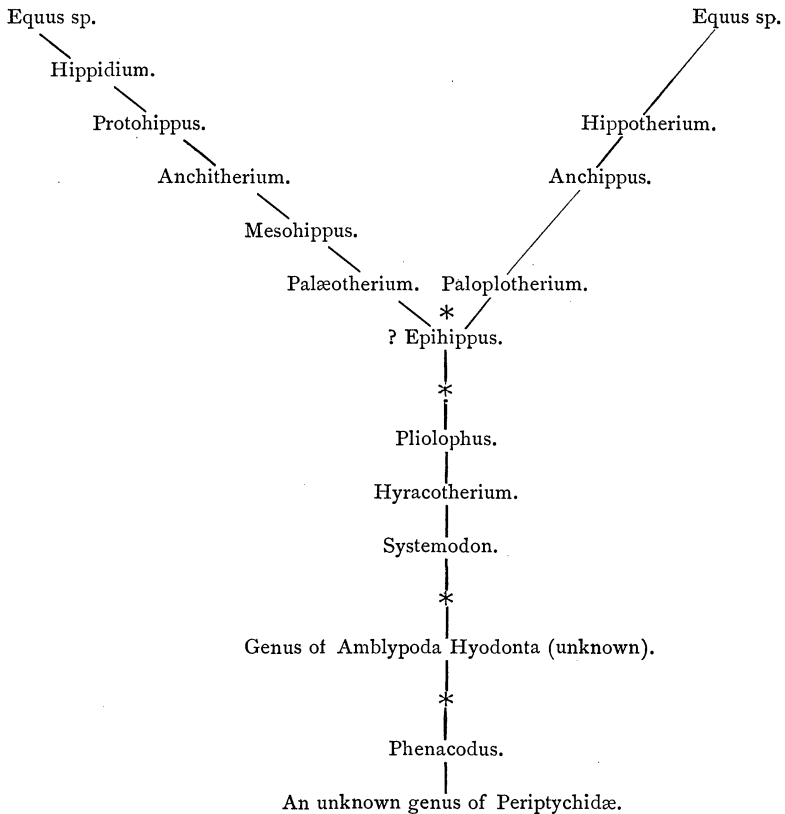 Equus sp. Equus sp.
Hippidium.
Protohippus. Hippotherium.
Anchitherium. Anchippus.
Mesohippus.
Palæotherium. Paloplotherium.
*
? Epihippus.
*
Pliolophus.
Hyracotherium.
Systemodon.
*
Genus of Amblypoda Hyodonta (unknown).
*
Phenacodus.
An unknown genus of Periptychidæ.